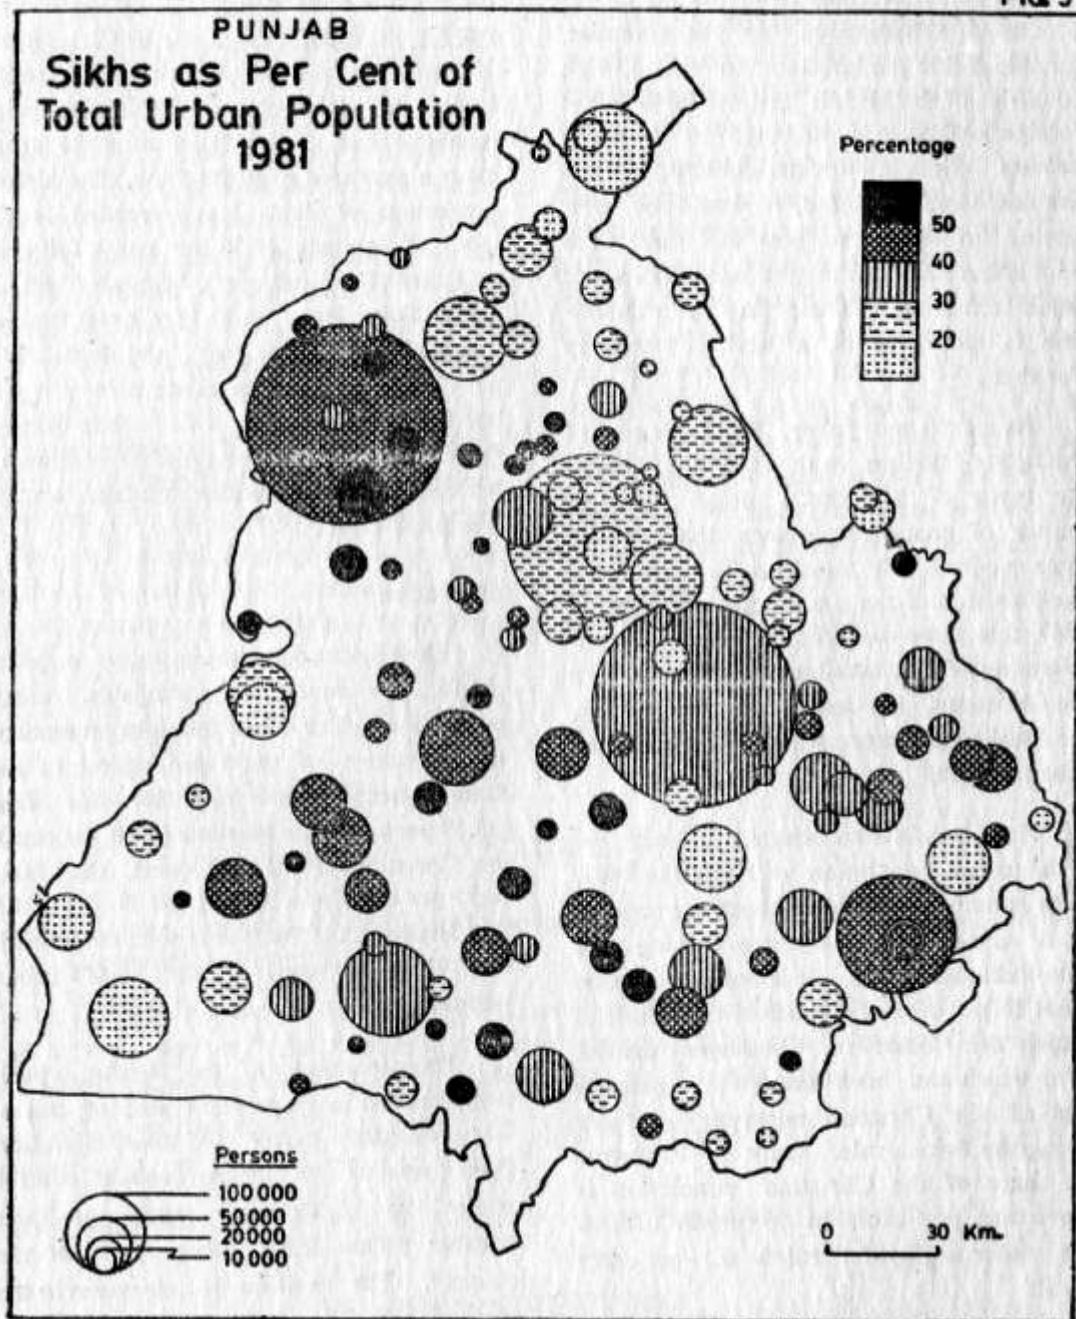 PUNJAB
Sikhs as Per Cent of
Total Urban Population
1981
Percentage
50
40
30
20
Persons
100 000
50 000
20 000
10 000
0 30 Km.